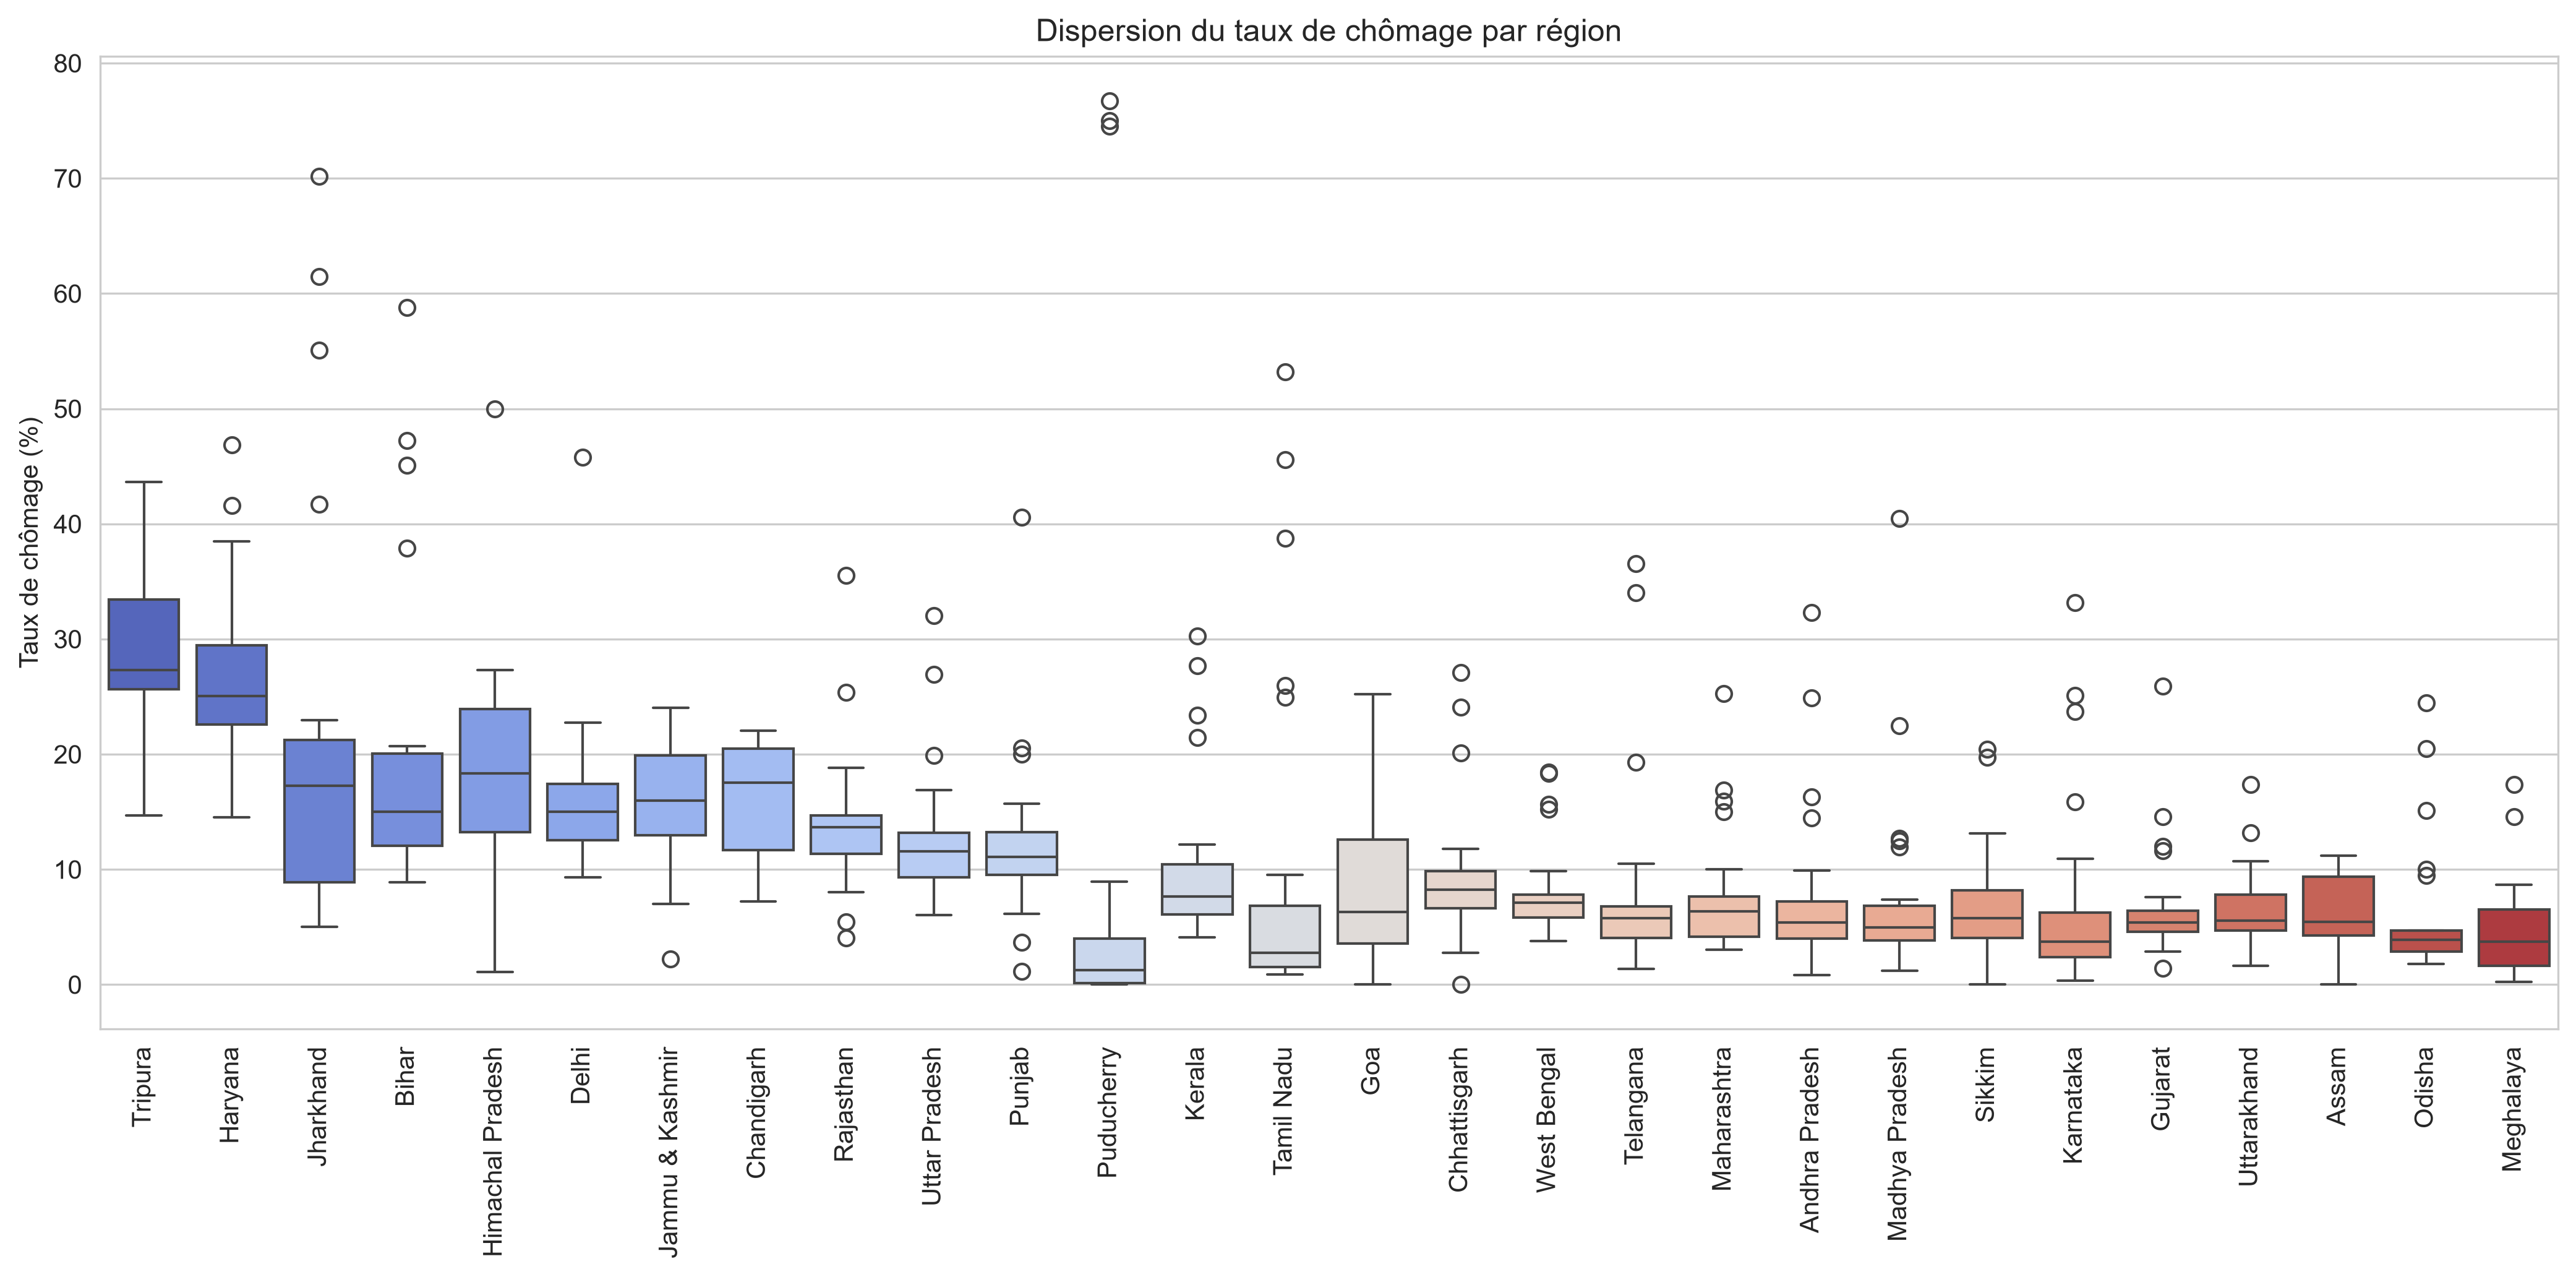 Dispersion du taux de chômage par région
Taux de chômage (%)
80
70
60
50
40
30
20
10
0
Tripura
Haryana
Jharkhand
Bihar
Himachal Pradesh
Delhi
Jammu & Kashmir
Chandigarh
Rajasthan
Uttar Pradesh
Punjab
Puducherry
Kerala
Tamil Nadu
Goa
Chhattisgarh
West Bengal
Telangana
Maharashtra
Andhra Pradesh
Madhya Pradesh
Sikkim
Karnataka
Gujarat
Uttarakhand
Assam
Odisha
Meghalaya